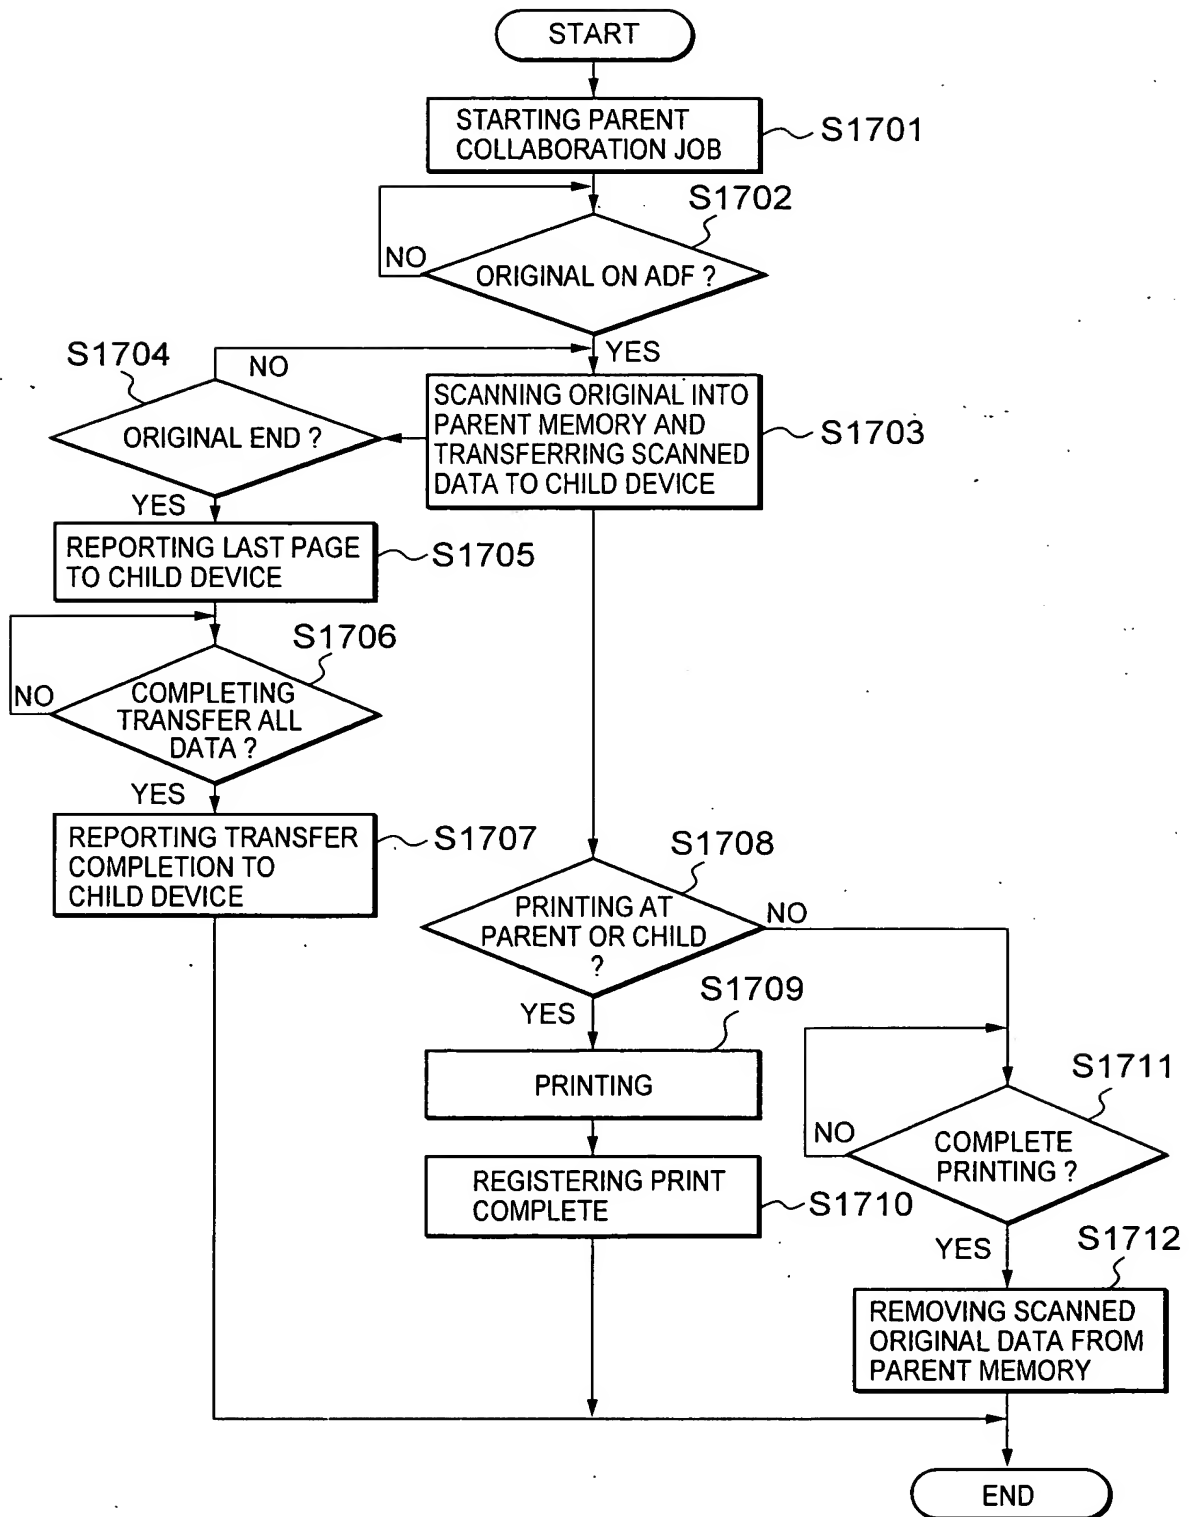 START
STARTING PARENT
COLLABORATION JOB
S1701
S1702
NO
ORIGINAL ON ADF ?
S1704
NO
YES
ORIGINAL END ?
SCANNING ORIGINAL INTO
PARENT MEMORY AND
TRANSFERRING SCANNED
DATA TO CHILD DEVICE
S1703
YES
REPORTING LAST PAGE
TO CHILD DEVICE
S1705
S1706
NO
COMPLETING
TRANSFER ALL
DATA ?
YES
REPORTING TRANSFER
COMPLETION TO
CHILD DEVICE
S1707
S1708
PRINTING AT
PARENT OR CHILD
?
NO
YES
S1709
PRINTING
REGISTERING PRINT
COMPLETE
S1710
S1711
NO
COMPLETE
PRINTING ?
YES
S1712
REMOVING SCANNED
ORIGINAL DATA FROM
PARENT MEMORY
END